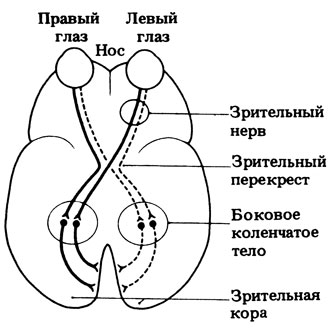 Правый
глаз
Левый
глаз
Нос
Зрительный
нерв
Зрительный
перекрест
Боковое
коленчатое
тело
Зрительная
кора